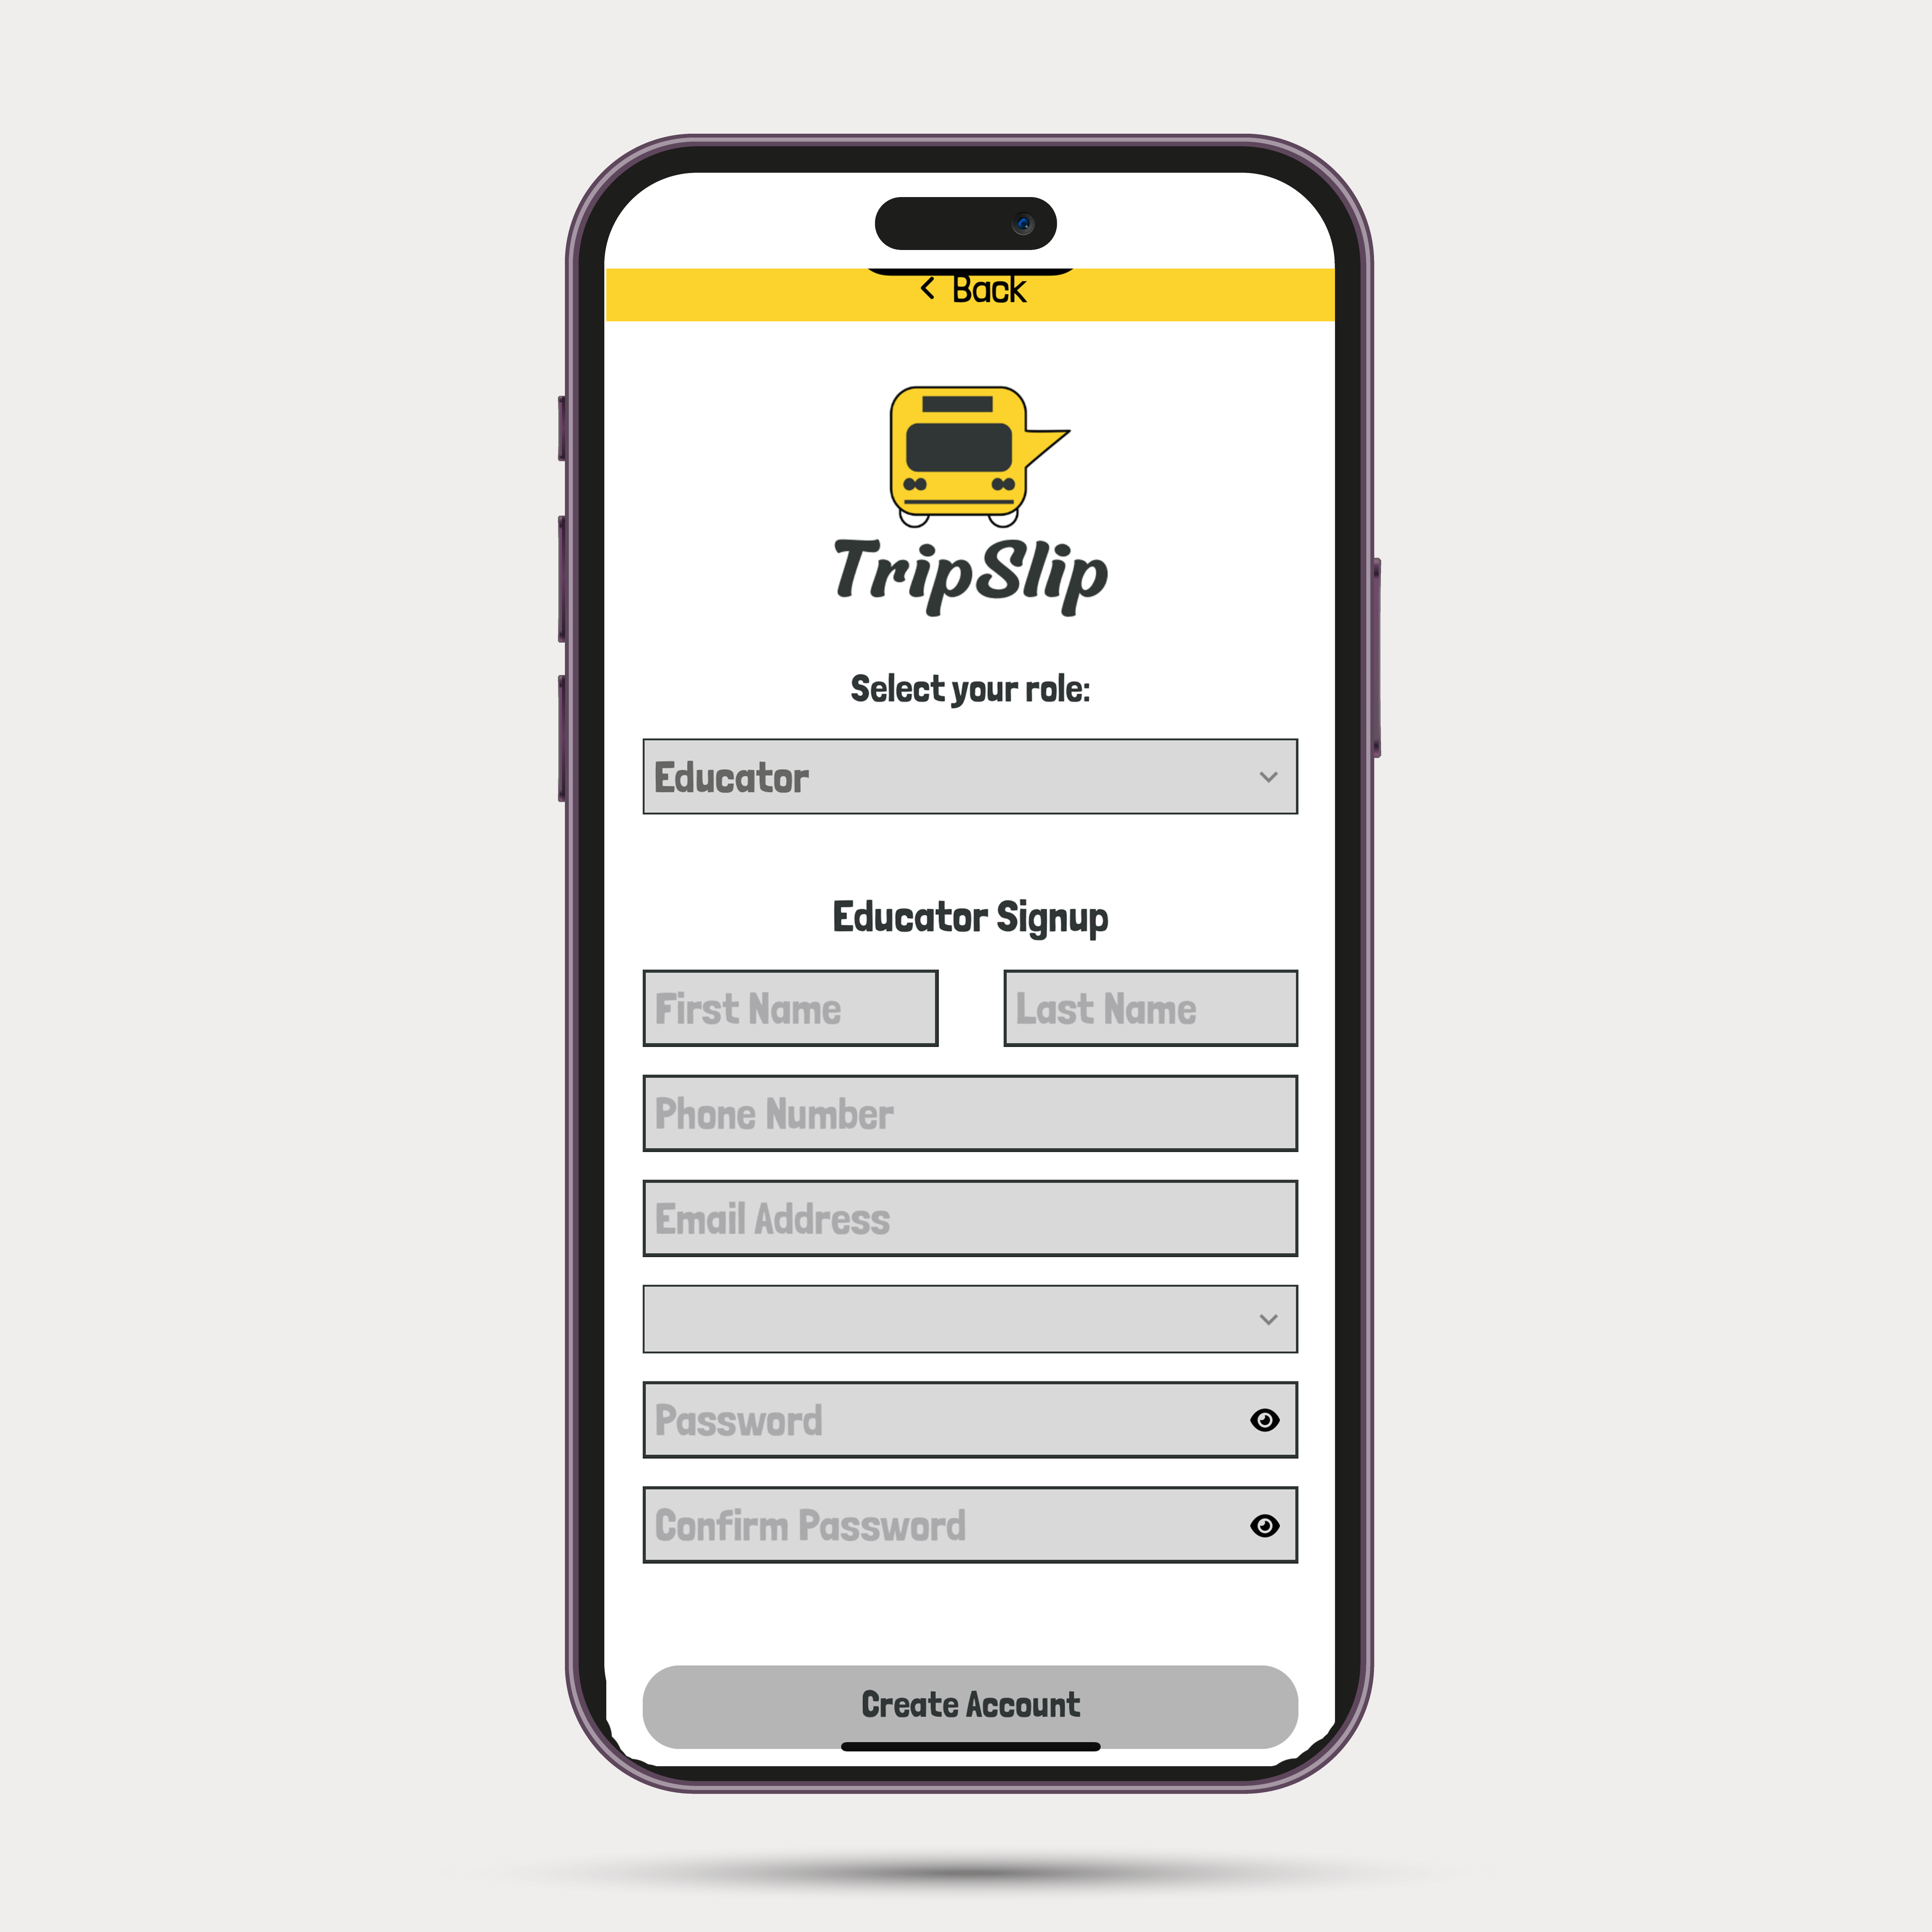 Back
TripSlip
Select your role:
Educator
Educator Signup
First Name Last Name
Phone Number
Email Address
Password
Confirm Password
Create Account